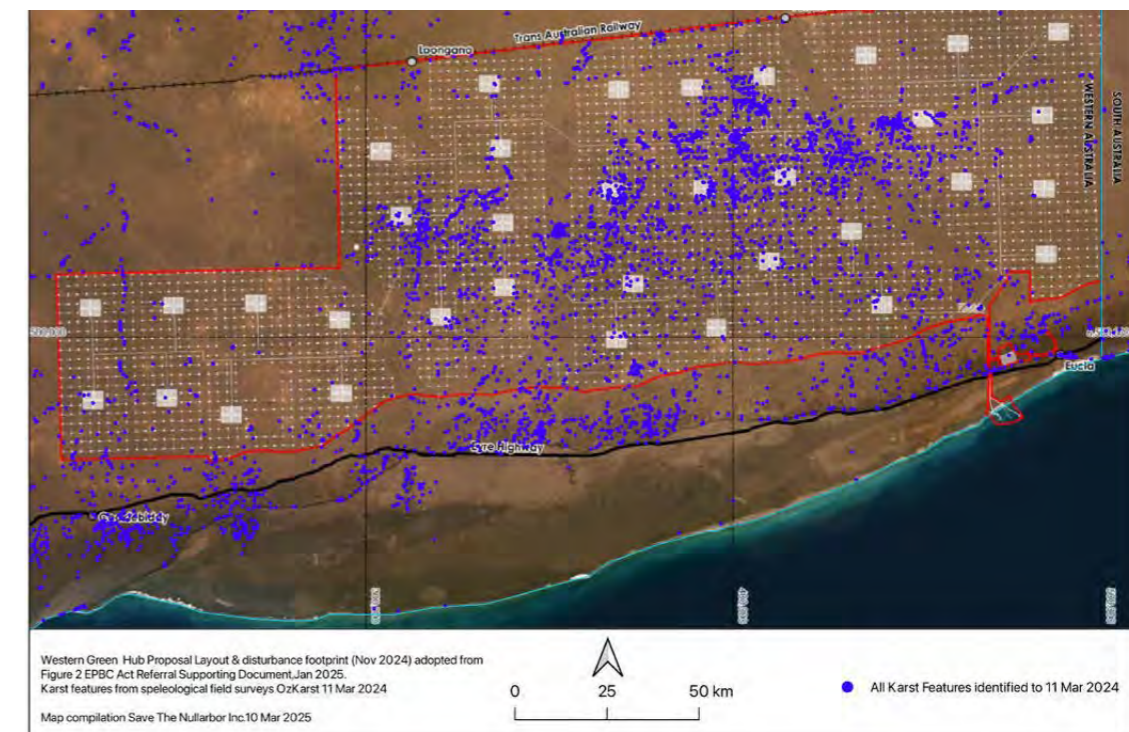 Loongana
Trans Australian Railway
WESTERN AUSTRALIA
SOUTH AUSTRALIA
Eucla
Eyre Highway
Western Green Hub Proposal Layout & disturbance footprint (Nov 2024) adopted from
Figure 2 EPBC Act Referral Supporting Document,Jan 2025.
Karst features from speleological field surveys OzKarst 11 Mar 2024
Map compilation Save The Nullarbor Inc.10 Mar 2025
0 25 50 km
All Karst Features identified to 11 Mar 2024